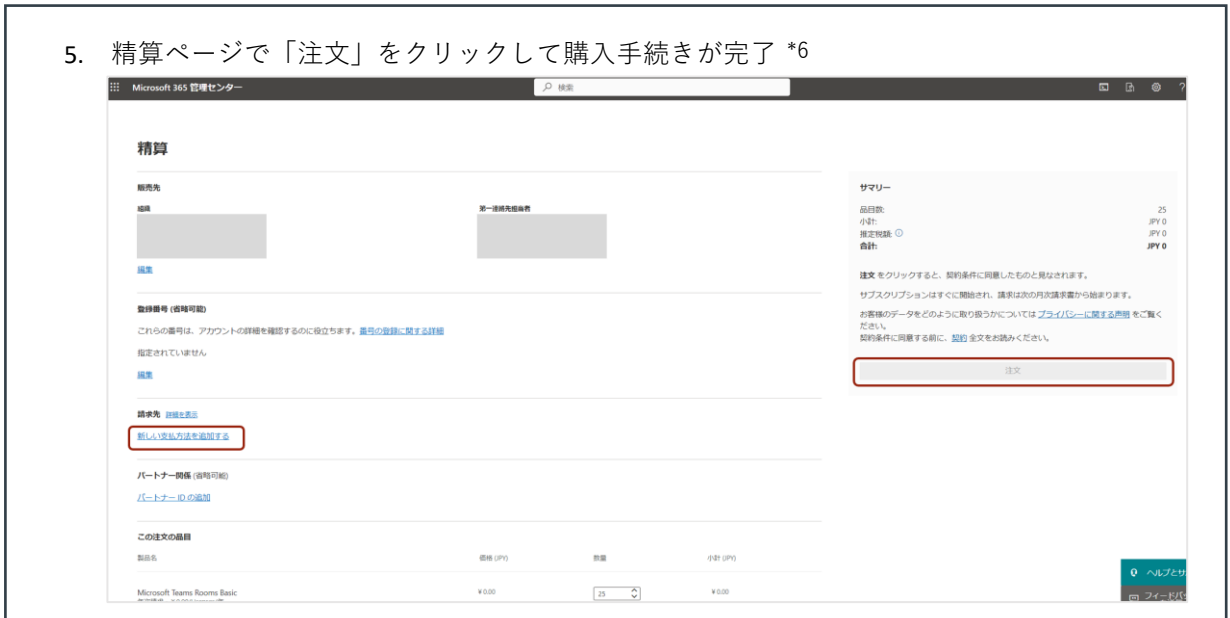 5. 精算ページで「注文」をクリックして購入手続きが完了 *6
Microsoft 365 管理センター
検索
精算
販売先
組織
第一連絡先担当者
編集
登録番号 (省略可能)
これらの番号は、アカウントの詳細を確認するのに役立ちます。番号の登録に関する詳細
指定されていません
編集
請求先 詳細を表示
新しい支払方法を追加する
パートナー関係 (省略可能)
パートナー ID の追加
この注文の品目
製品名 価格 (JPY) 数量 小計 (JPY)
Microsoft Teams Rooms Basic ¥ 0.00 25 ¥ 0.00
サマリー
品目数: 25
小計: JPY 0
推定税額: JPY 0
合計: JPY 0
注文 をクリックすると、契約条件に同意したものと見なされます。
サブスクリプションはすぐに開始され、請求は次の月次請求書から始まります。
お客様のデータをどのように取り扱うかについては プライバシーに関する声明 をご覧く
ださい。
契約条件に同意する前に、契約 全文をお読みください。
注文
ヘルプとサ
フィードバッ